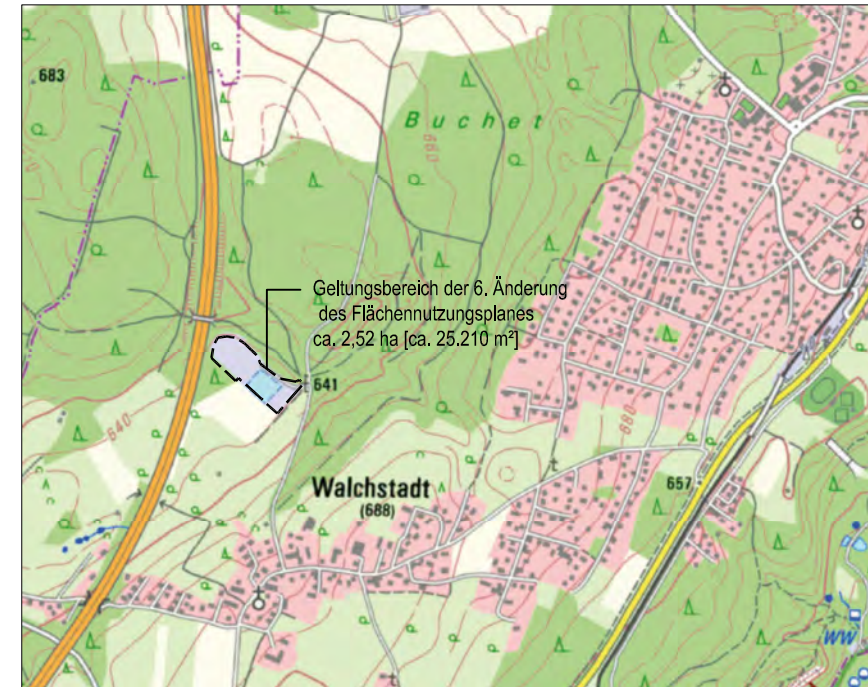 683
Buchet
680
Geltungsbereich der 6. Änderung
des Flächennutzungsplanes
ca. 2,52 ha [ca. 25.210 m²]
641
640
680
Walchstadt
(688)
657
WW